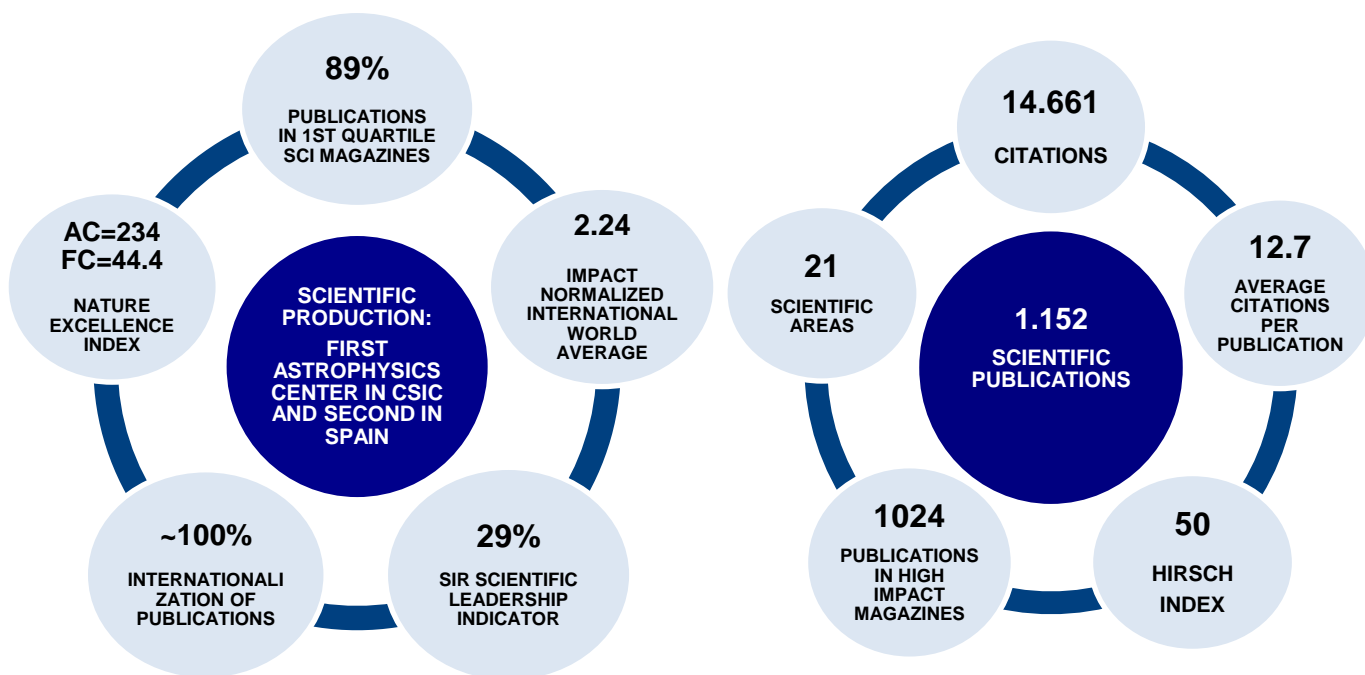 89%
PUBLICATIONS
IN 1ST QUARTILE
SCI MAGAZINES
2.24
IMPACT
NORMALIZED
INTERNATIONAL
WORLD
AVERAGE
29%
SIR SCIENTIFIC
LEADERSHIP
INDICATOR
~100%
INTERNATIONALI
ZATION OF
PUBLICATIONS
AC=234
FC=44.4
NATURE
EXCELLENCE
INDEX
SCIENTIFIC
PRODUCTION:
FIRST
ASTROPHYSICS
CENTER IN CSIC
AND SECOND IN
SPAIN
14.661
CITATIONS
12.7
AVERAGE
CITATIONS
PER
PUBLICATION
50
HIRSCH
INDEX
1024
PUBLICATIONS
IN HIGH
IMPACT
MAGAZINES
21
SCIENTIFIC
AREAS
1.152
SCIENTIFIC
PUBLICATIONS